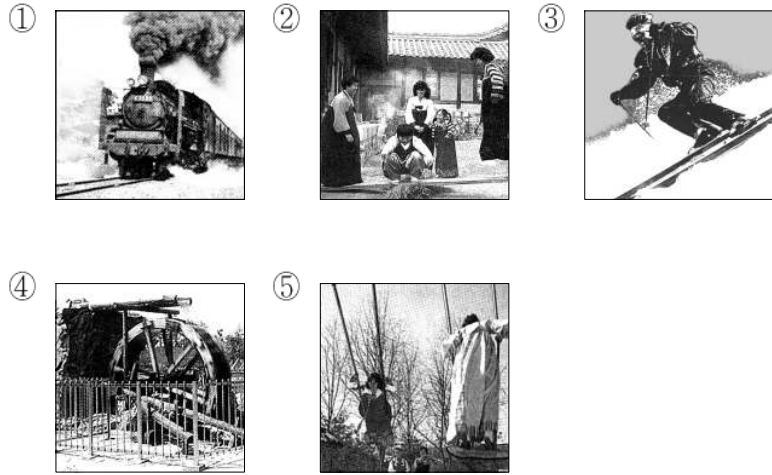 ① ② ③
④ ⑤